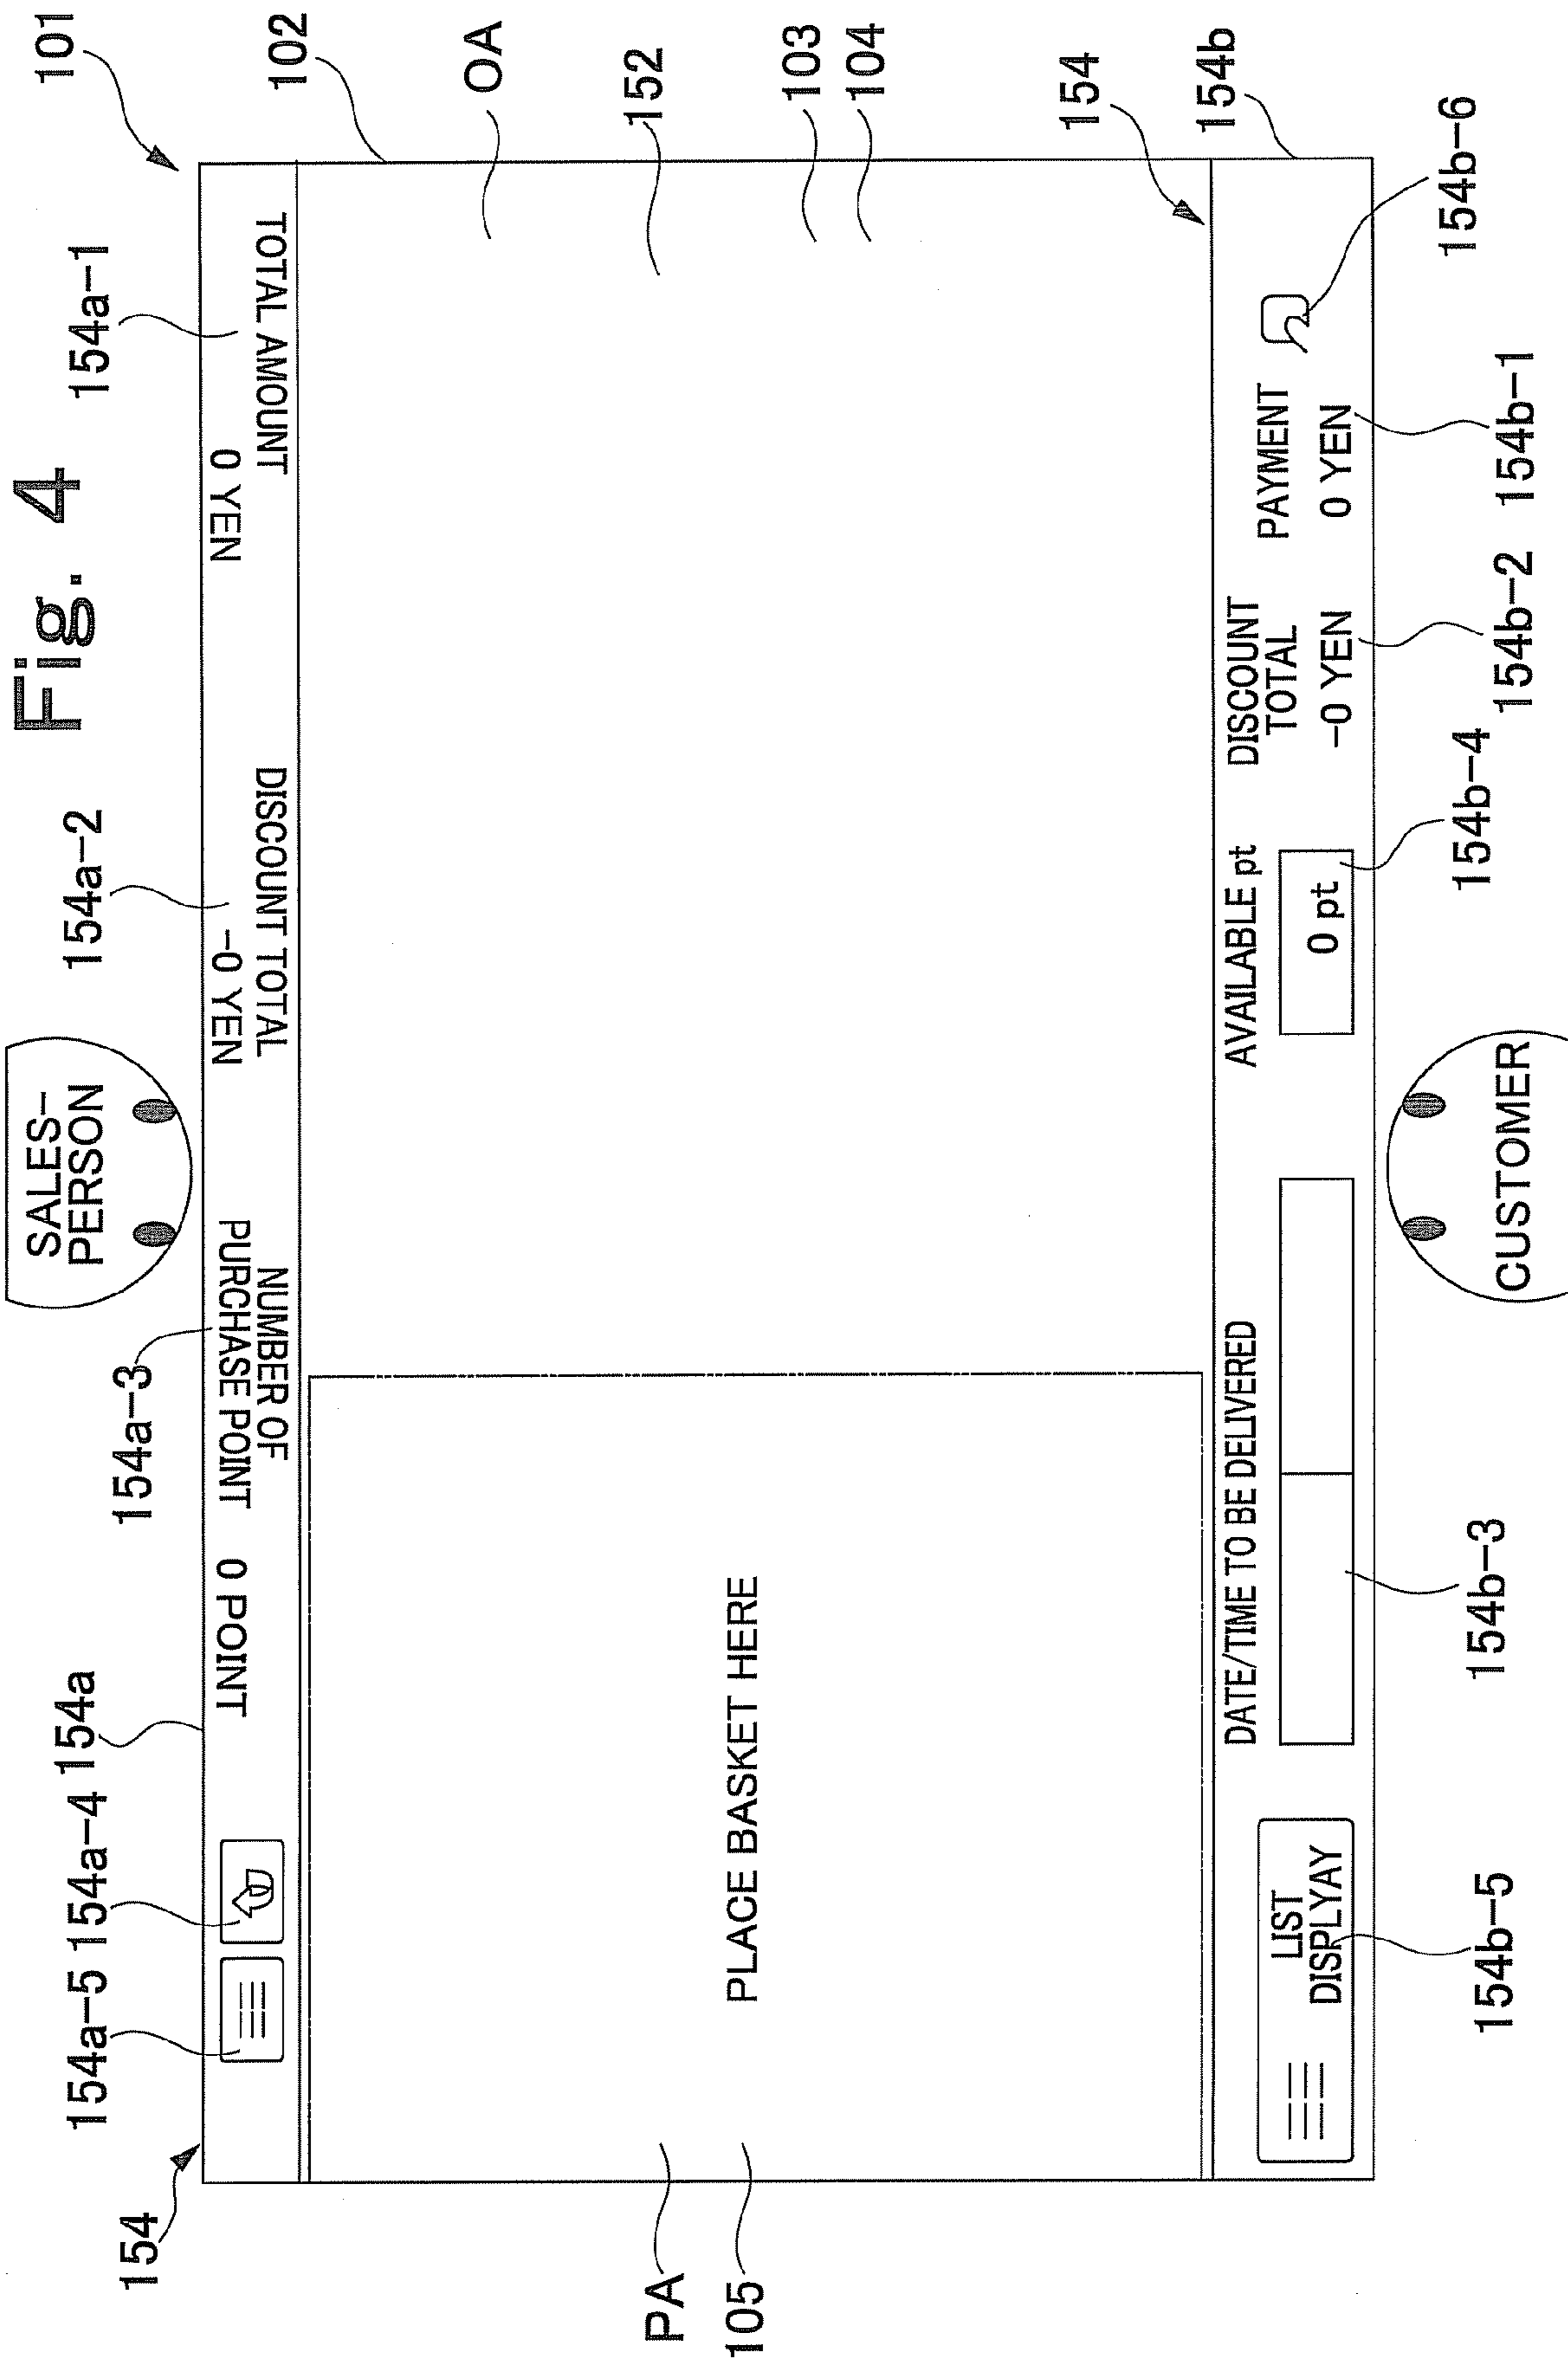 Fig. 4
SALES-
PERSON
154
154a-5
154a-4
154a
154a-3
154a-2
154a-1
101
102
OA
152
103
104
154
154b
154b-6
TOTAL AMOUNT
0 YEN
DISCOUNT TOTAL
-0 YEN
NUMBER OF
PURCHASE POINT 0 POINT
PLACE BASKET HERE
PA
105
LIST
DISPLYAY
DATE/TIME TO BE DELIVERED
AVAILABLE pt
0 pt
DISCOUNT
TOTAL
-0 YEN
PAYMENT
0 YEN
154b-5
154b-3
154b-4
154b-2
154b-1
CUSTOMER